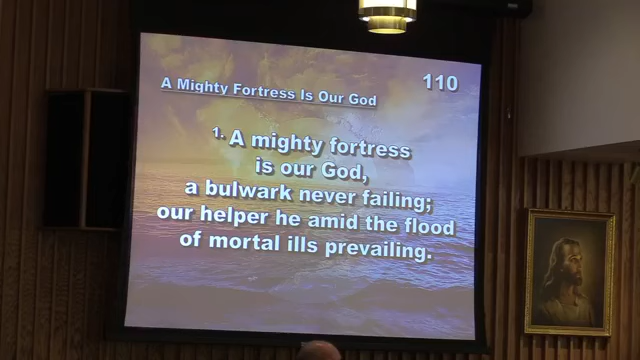 110
A Mighty Fortress Is Our God
1. A mighty fortress
is our God,
a bulwark never failing;
our helper he amid the flood
of mortal ills prevailing.